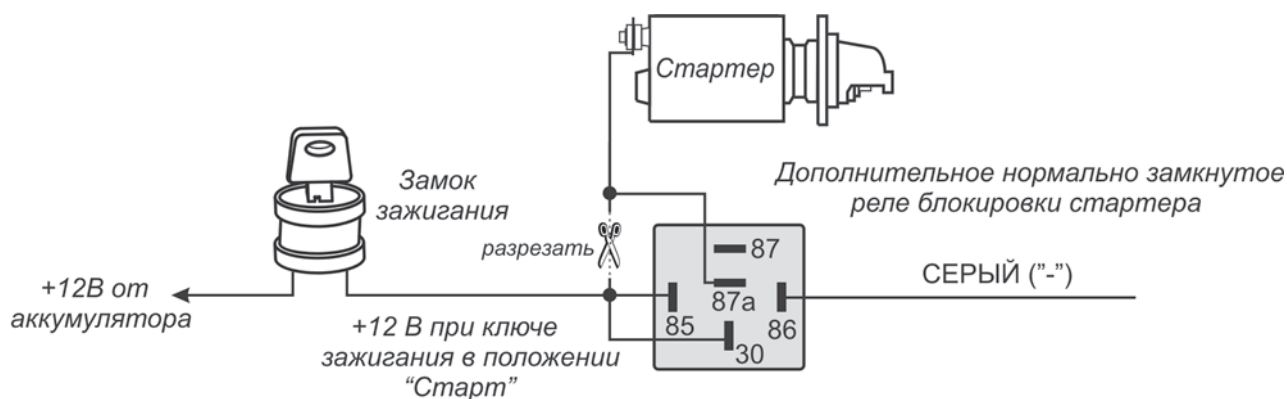 Стартер
Дополнительное нормально замкнутое
реле блокировки стартера
Замок
зажигания
разрезать
87
87а
85
86
30
СЕРЫЙ ("-")
+12В от
аккумулятора
+12 В при ключе
зажигания в положении
“Старт”